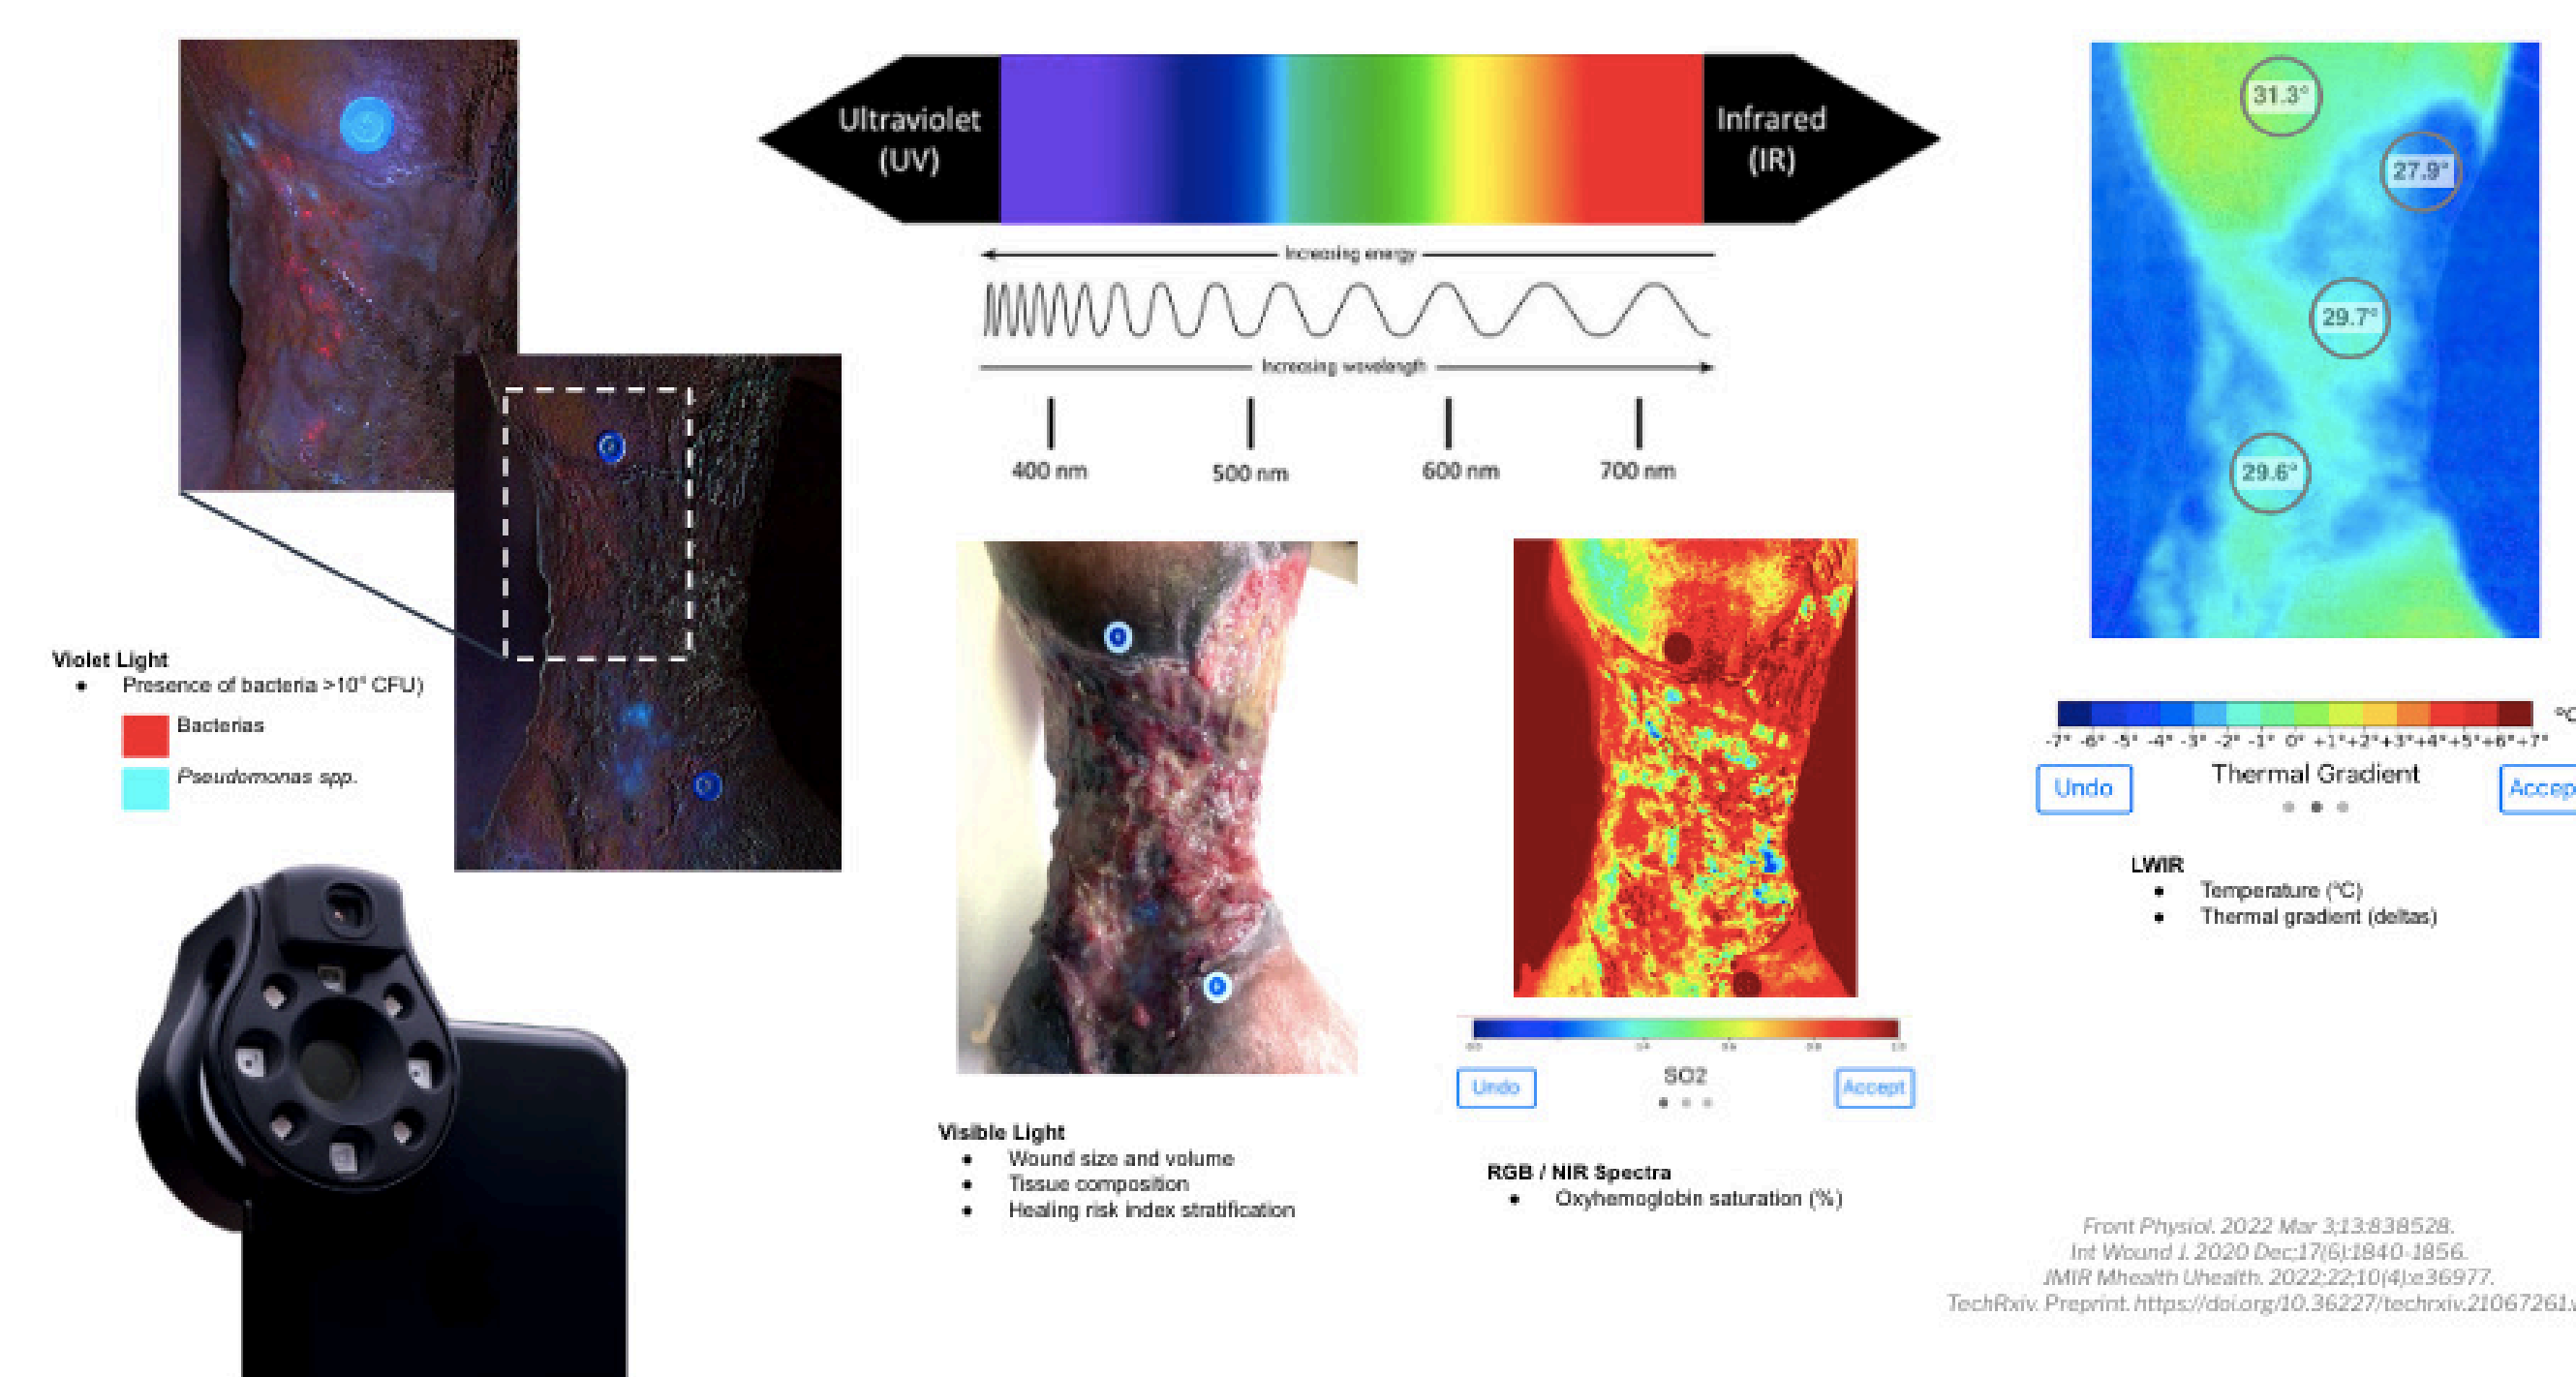 Ultraviolet
(UV)
Infrared
(IR)
Increasing energy
Increasing wavelength
400 nm
500 nm
600 nm
700 nm
31.3°
27.9°
29.7°
29.6°
Violet Light
• Presence of bacteria >10⁴ CFU)
Bacterias
Pseudomonas spp.
°C
-7° -6° -5° -4° -3° -2° -1° 0° +1°+2°+3°+4°+5°+6°+7°
Undo
Thermal Gradient
Accep
LWIR
• Temperature (°C)
• Thermal gradient (deltas)
Undo
SO2
Accept
Visible Light
• Wound size and volume
• Tissue composition
• Healing risk index stratification
RGB / NIR Spectra
• Oxyhemoglobin saturation (%)
Front Physiol. 2022 Mar 3;13:838528.
Int Wound J. 2020 Dec;17(6):1840-1856.
JMIR Mhealth Uhealth. 2022;22;10(4):e36977.
TechRxiv. Preprint. https://doi.org/10.36227/techrxiv.21067261.v